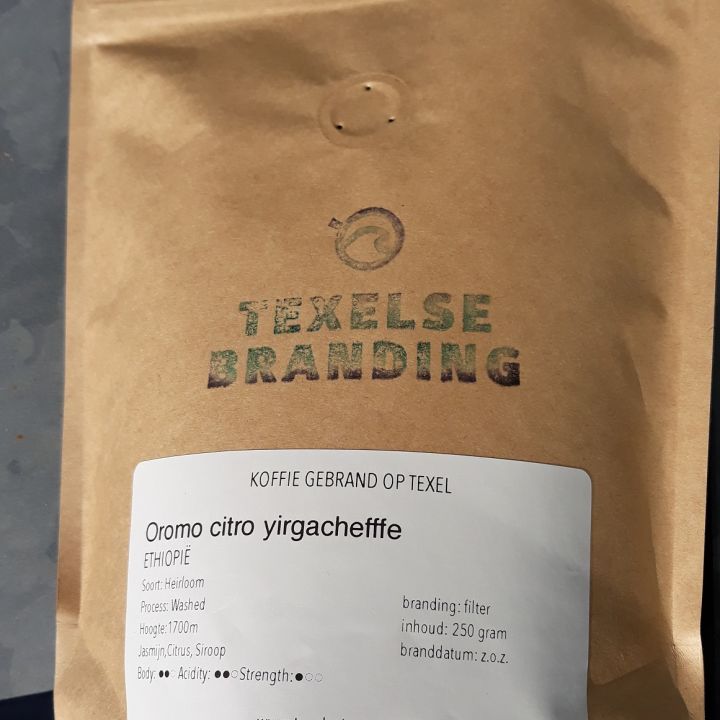 TEXELSE
BRANDING
KOFFIE GEBRAND OP TEXEL
Oromo citro yirgachefffe
ETHIOPIË
Soort: Heirloom
Process: Washed
Hoogte: 1700m
Jasmijn,Citrus, Siroop
Body: ●●○ Acidity: ●●○ Strength: ●○○
branding: filter
inhoud: 250 gram
branddatum: z.o.z.